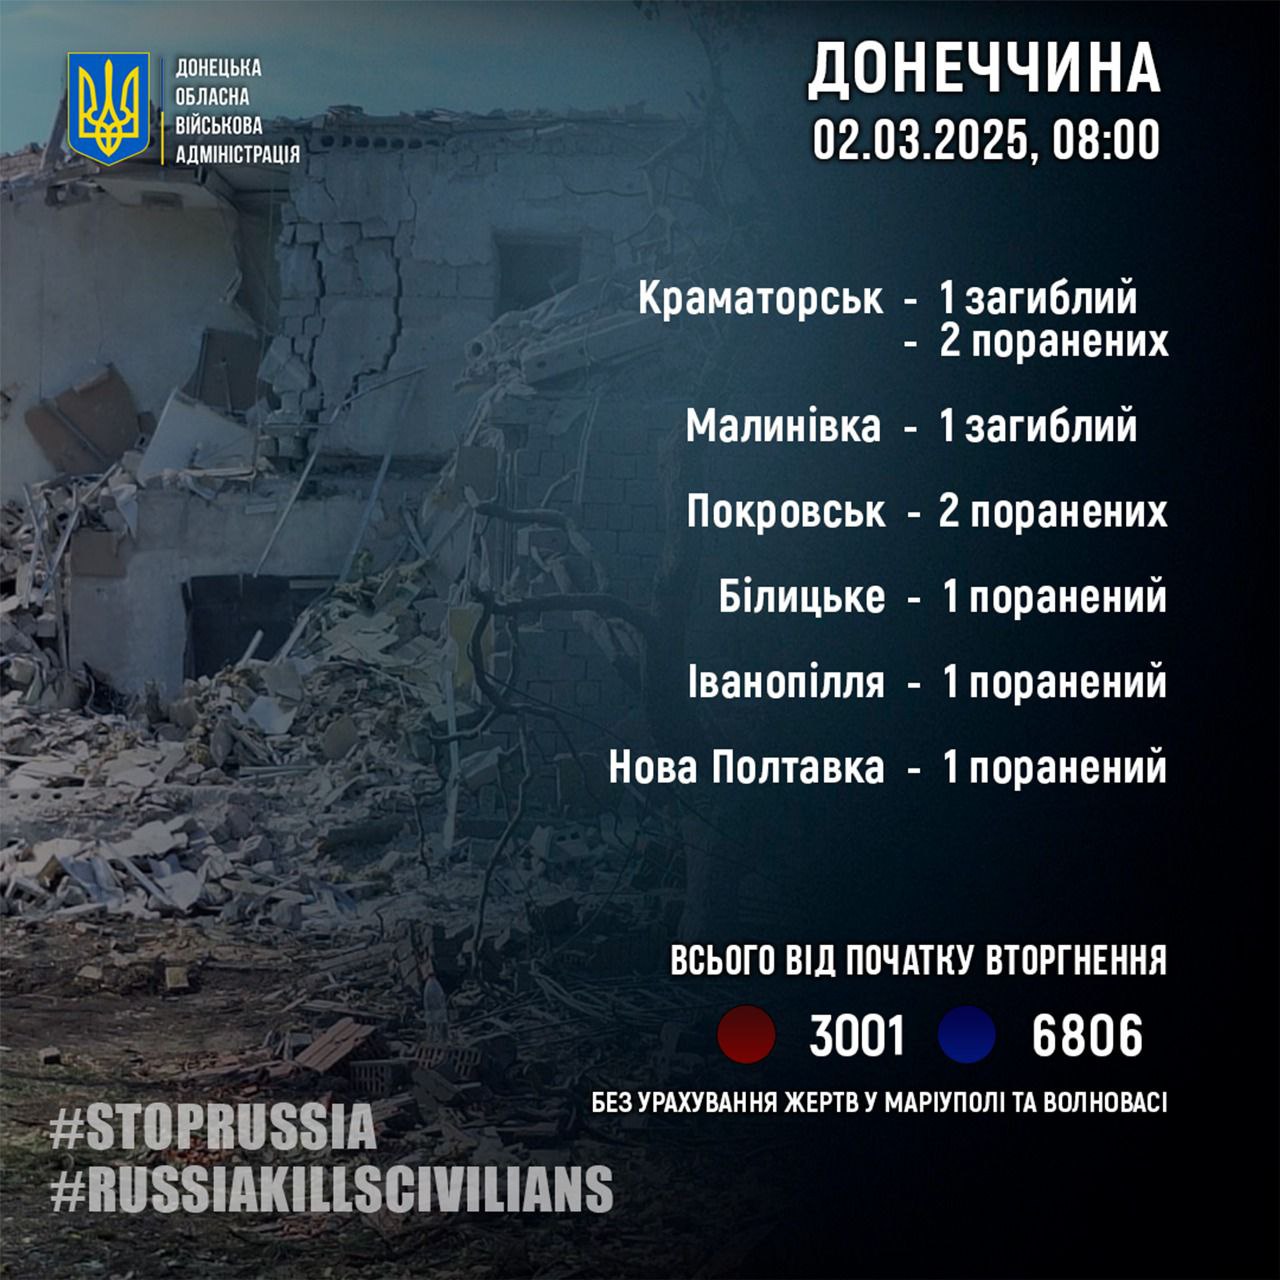 ДОНЕЦЬКА
ОБЛАСНА
ВІЙСЬКОВА
АДМІНІСТРАЦІЯ
ДОНЕЧЧИНА
02.03.2025, 08:00
Краматорськ - 1 загиблий
- 2 поранених
Малинівка - 1 загиблий
Покровськ - 2 поранених
Білицьке - 1 поранений
Іванопілля - 1 поранений
Нова Полтавка - 1 поранений
ВСЬОГО ВІД ПОЧАТКУ ВТОРГНЕННЯ
3001 6806
БЕЗ УРАХУВАННЯ ЖЕРТВ У МАРІУПОЛІ ТА ВОЛНОВАСІ
#STOPRUSSIA
#RUSSIAKILLSCIVILIANS